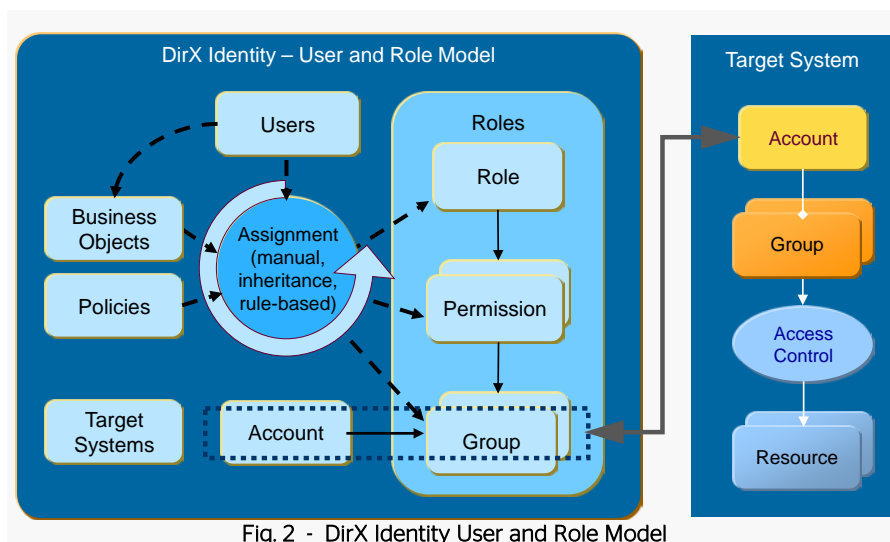 DirX Identity – User and Role Model
Target System
Users
Roles
Account
Role
Business
Objects
Assignment
(manual,
inheritance,
rule-based)
Group
Policies
Permission
Access
Control
Target
Systems
Account
Group
Resource
Fig. 2 - DirX Identity User and Role Model